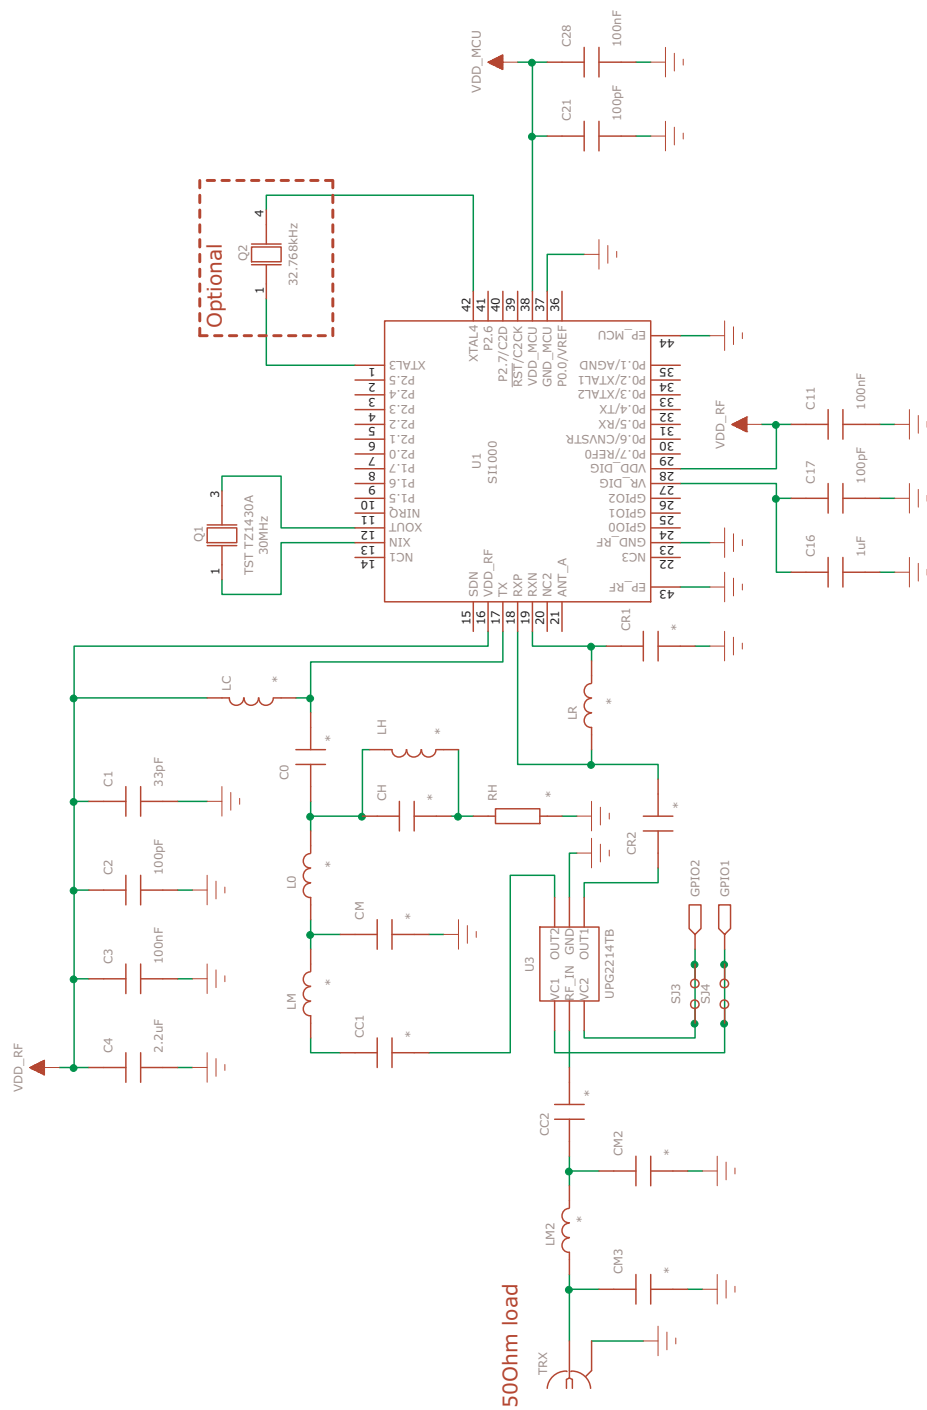 VDD_MCU
C28
100nF
C21
100pF
Optional
Q2
32.768kHz
4
1
Q1
TST TZ1430A
30MHz
3
1
U1
SI1000
42
41
40
39
38
37
36
XTAL4
P2.6
P2.7/C2D
RST/C2CK
VDD_MCU
GND_MCU
P0.0/VREF
XTAL3
P2.5
P2.4
P2.3
P2.2
P2.1
P2.0
P1.7
P1.6
P1.5
NIRQ
XOUT
XIN
NC1
1
2
3
4
5
6
7
8
9
10
11
12
13
14
EP_MCU
44
P0.1/AGND
P0.2/XTAL1
P0.3/XTAL2
P0.4/TX
P0.5/RX
P0.6/CNVSTR
P0.7/REF0
VDD_DIG
VR_DIG
GPIO2
GPIO1
GPIO0
GND_RF
NC3
EP_RF
35
34
33
32
31
30
29
28
27
26
25
24
23
22
43
SDN
VDD_RF
TX
RXP
RXN
NC2
ANT_A
15
16
17
18
19
20
21
VDD_RF
C11
100nF
C17
100pF
C16
1uF
CR1
*
LR
*
LC
*
C0
*
LH
*
CH
*
RH
*
CR2
*
C1
33pF
C2
100pF
C3
100nF
C4
2.2uF
VDD_RF
L0
*
CM
*
LM
*
CC1
*
U3
UPG2214TB
VC1
RF_IN
VC2
OUT2
GND
OUT1
GPIO2
GPIO1
SJ3
SJ4
CC2
*
CM2
*
LM2
*
CM3
*
50Ohm load
TRX